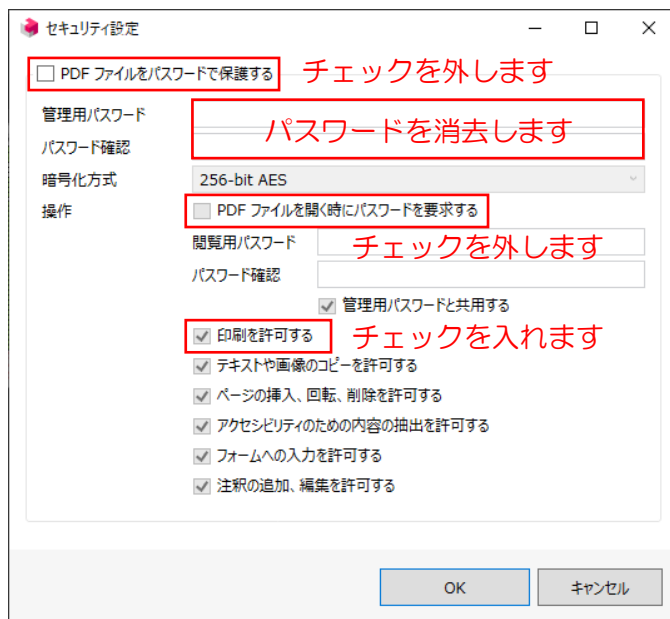 セキュリティ設定
PDF ファイルをパスワードで保護する チェックを外します
管理用パスワード
パスワードを消去します
パスワード確認
暗号化方式 256-bit AES
操作 PDF ファイルを開く時にパスワードを要求する
閲覧用パスワード チェックを外します
パスワード確認
管理用パスワードと共用する
印刷を許可する チェックを入れます
テキストや画像のコピーを許可する
ページの挿入、回転、削除を許可する
アクセシビリティのための内容の抽出を許可する
フォームへの入力を許可する
注釈の追加、編集を許可する
OK キャンセル